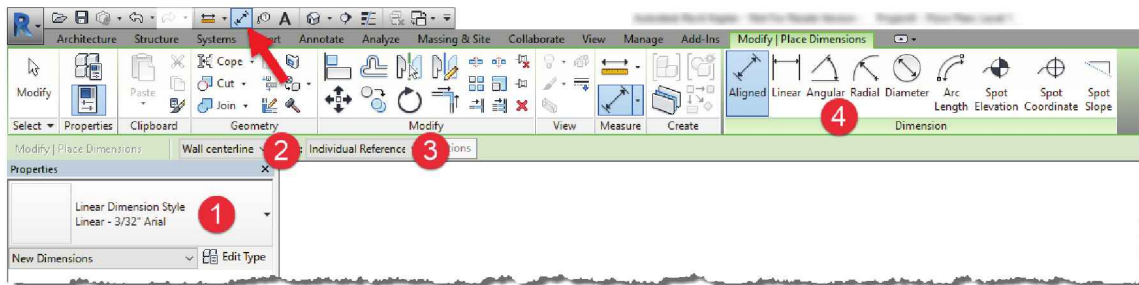 R
A
Architecture Structure Systems ert Annotate Analyze Massing & Site Collaborate View Manage Add-Ins Modify | Place Dimensions
Modify Paste Cope Cut Join Aligned Linear Angular Radial Diameter Arc Length Spot Elevation Spot Coordinate Spot Slope
4
Select Properties Clipboard Geometry Modify View Measure Create Dimension
Modify | Place Dimensions Wall centerline 2 : Individual Reference 3 ions
Properties
Linear Dimension Style
Linear - 3/32" Arial
1
New Dimensions Edit Type